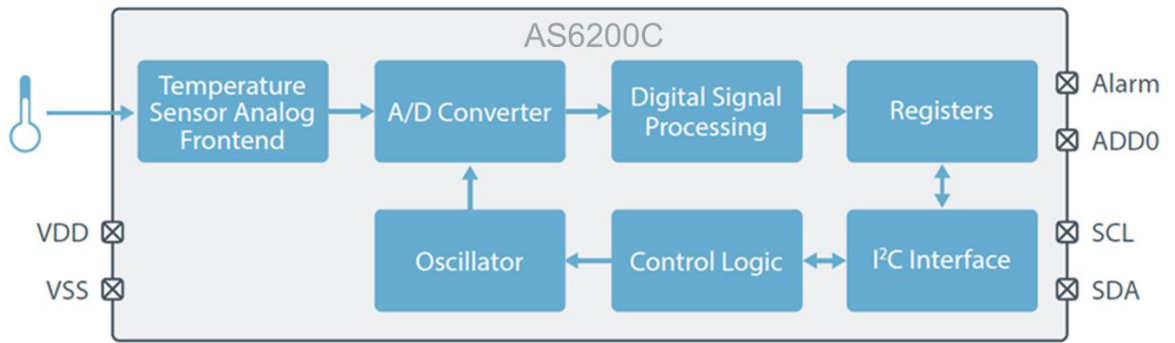 AS6200C
Temperature
Sensor Analog
Frontend
A/D Converter
Digital Signal
Processing
Registers
Alarm
ADD0
VDD
VSS
Oscillator
Control Logic
I²C Interface
SCL
SDA